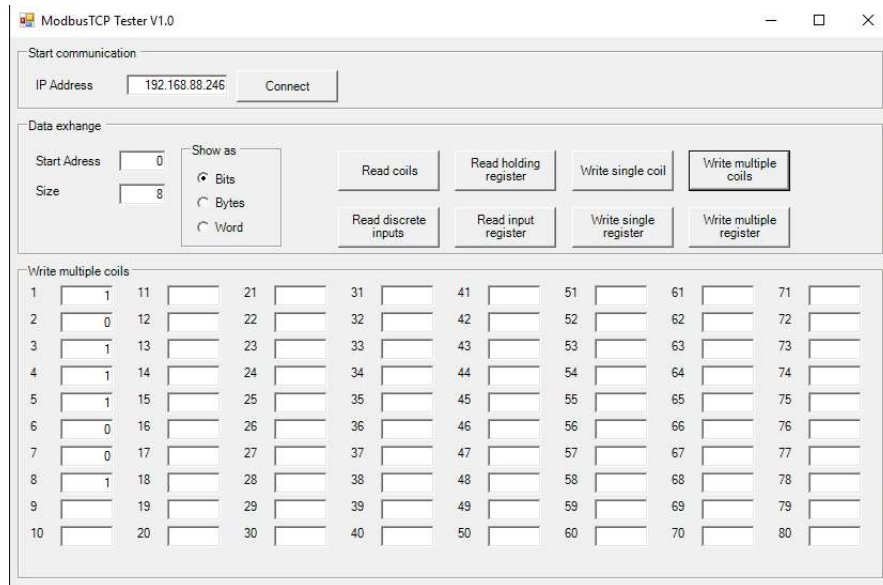 ModbusTCP Tester V1.0
Start communication
IP Address 192.168.88.246 Connect
Data exhange
Start Adress 0
Size 8
Show as
Bits
Bytes
Word
Read coils
Read holding
register
Write single coil
Write multiple
coils
Read discrete
inputs
Read input
register
Write single
register
Write multiple
register
Write multiple coils
1 1 11 21 31 41 51 61 71
2 0 12 22 32 42 52 62 72
3 1 13 23 33 43 53 63 73
4 1 14 24 34 44 54 64 74
5 1 15 25 35 45 55 65 75
6 0 16 26 36 46 56 66 76
7 0 17 27 37 47 57 67 77
8 1 18 28 38 48 58 68 78
9 19 29 39 49 59 69 79
10 20 30 40 50 60 70 80